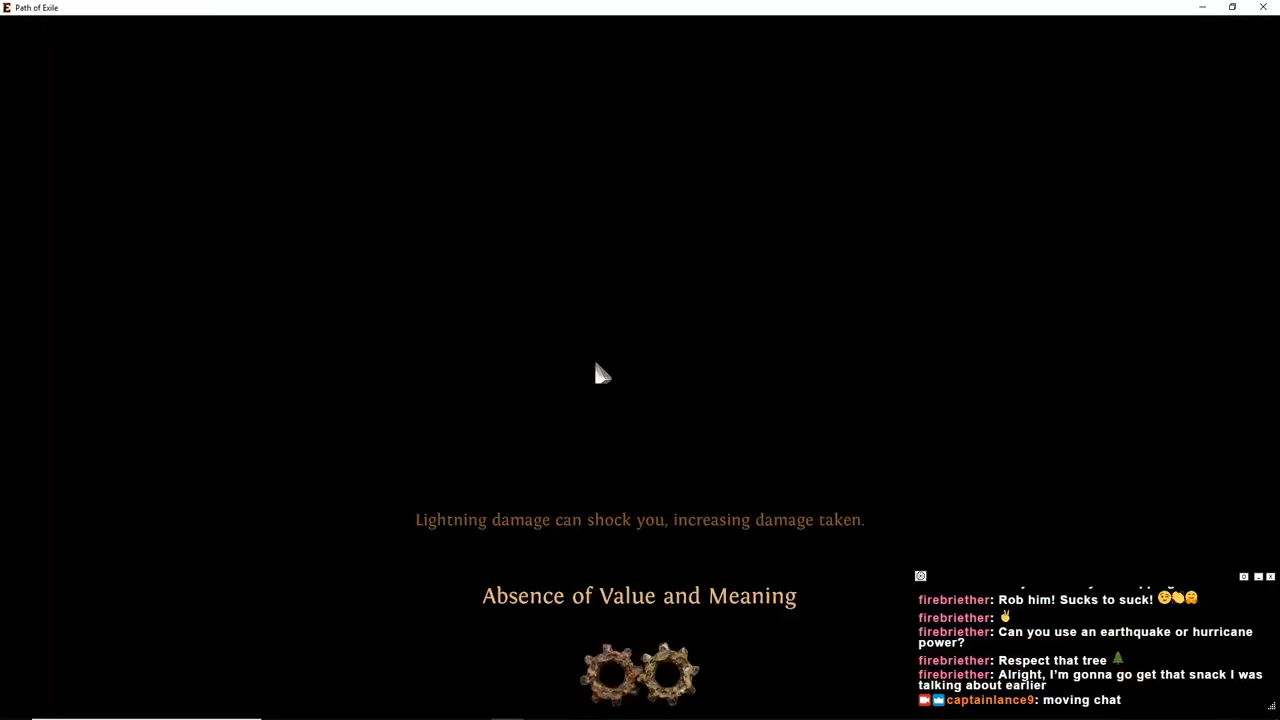 Path of Exile
Lightning damage can shock you, increasing damage taken.
Absence of Value and Meaning
firebriether: Rob him! Sucks to suck! 😉👏🤗
firebriether: ✌
firebriether: Can you use an earthquake or hurricane
power?
firebriether: Respect that tree 🌲
firebriether: Alright, I'm gonna go get that snack I was
talking about earlier
captainlance9: moving chat